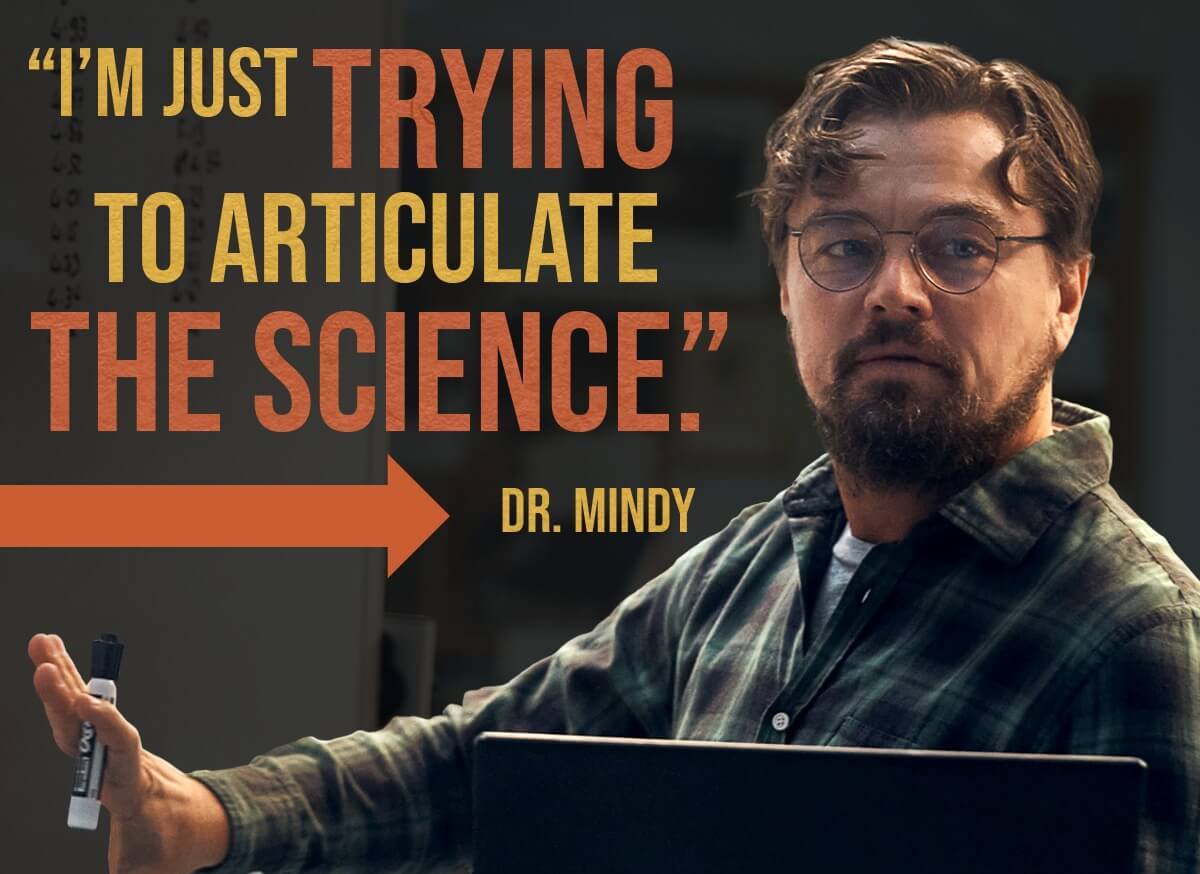 “I’M JUST TRYING
TO ARTICULATE
THE SCIENCE.”
DR. MINDY